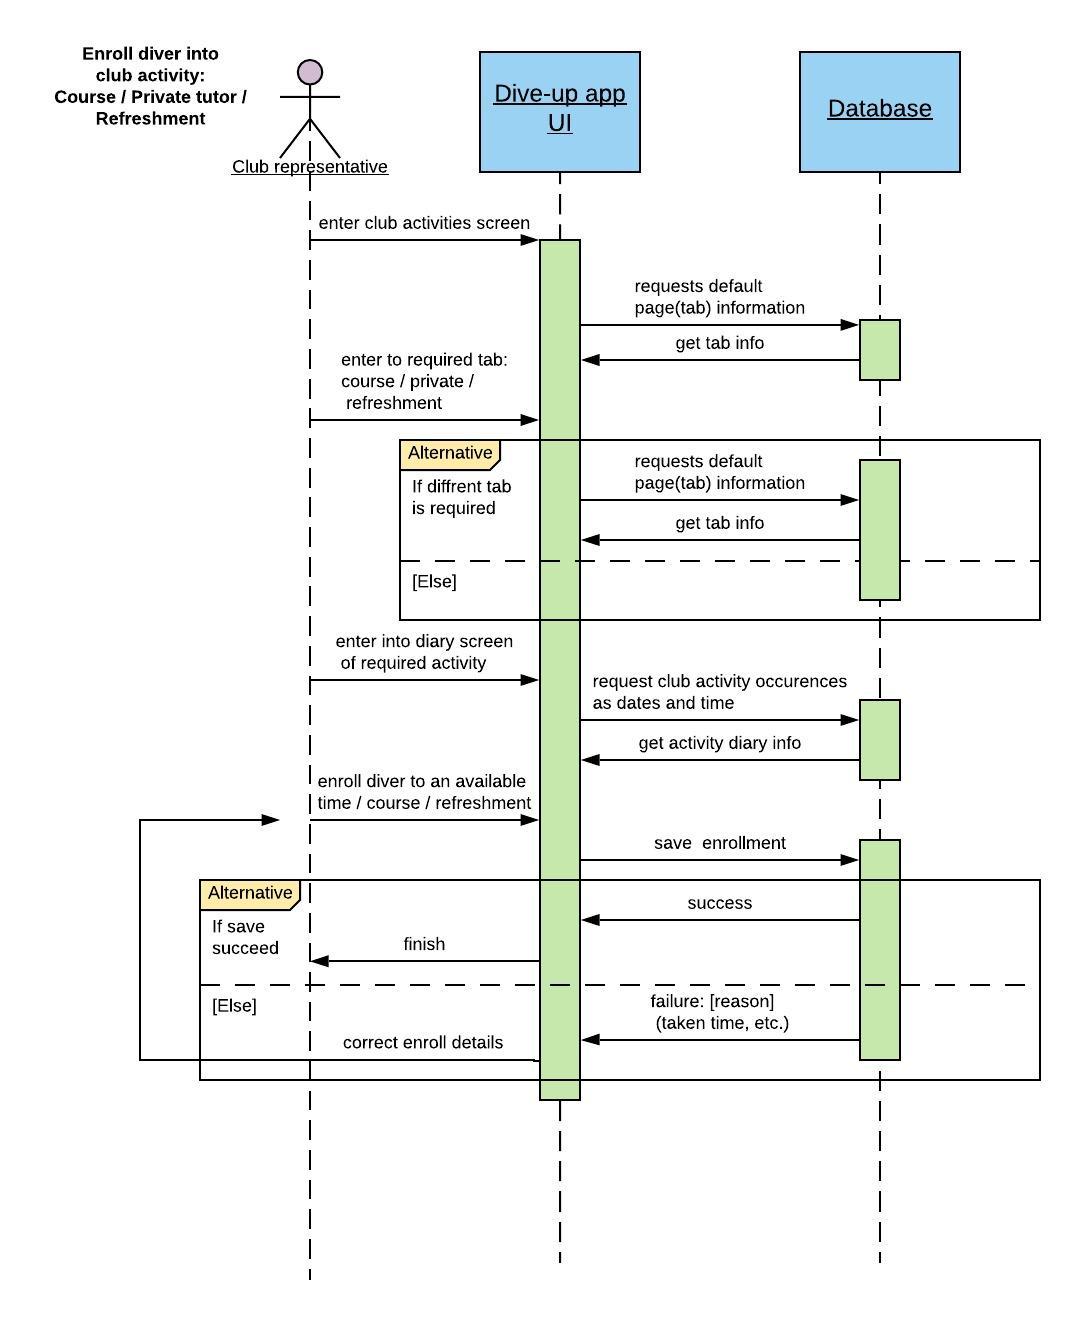 Enroll diver into
club activity:
Course / Private tutor /
Refreshment
Club representative
Dive-up app
UI
Database
enter club activities screen
requests default
page(tab) information
get tab info
enter to required tab:
course / private /
refreshment
Alternative
If diffrent tab
is required
requests default
page(tab) information
get tab info
[Else]
enter into diary screen
of required activity
request club activity occurences
as dates and time
get activity diary info
enroll diver to an available
time / course / refreshment
save enrollment
Alternative
If save
succeed
success
finish
[Else]
failure: [reason]
(taken time, etc.)
correct enroll details